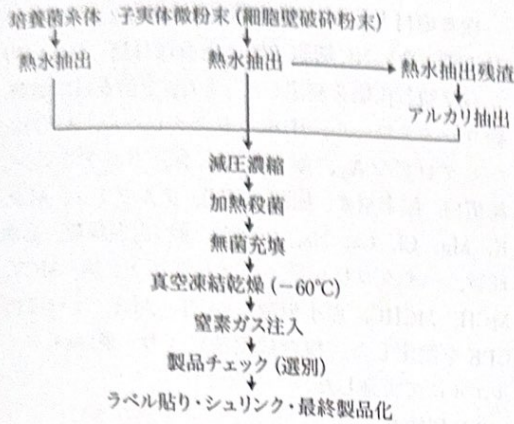 培養菌糸体 子実体微粉末(細胞壁破砕粉末)
熱水抽出 熱水抽出 熱水抽出残渣
アルカリ抽出
減圧濃縮
加熱殺菌
無菌充填
真空凍結乾燥(−60℃)
窒素ガス注入
製品チェック(選別)
ラベル貼り・シュリンク・最終製品化